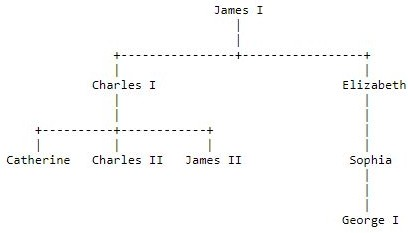 James I
Charles I Elizabeth
Catherine Charles II James II Sophia
George I